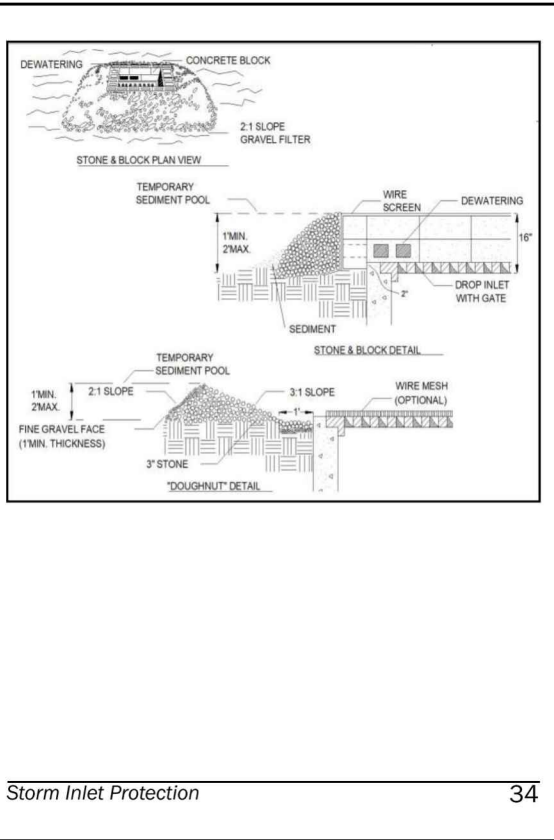 DEWATERING
CONCRETE BLOCK
2:1 SLOPE
GRAVEL FILTER
STONE & BLOCK PLAN VIEW
TEMPORARY
SEDIMENT POOL
WIRE
SCREEN
DEWATERING
1'MIN.
2'MAX.
16"
DROP INLET
WITH GATE
2"
SEDIMENT
STONE & BLOCK DETAIL
TEMPORARY
SEDIMENT POOL
1'MIN.
2'MAX.
2:1 SLOPE
3:1 SLOPE
WIRE MESH
(OPTIONAL)
1'
FINE GRAVEL FACE
(1'MIN. THICKNESS)
3" STONE
"DOUGHNUT" DETAIL
Storm Inlet Protection
34